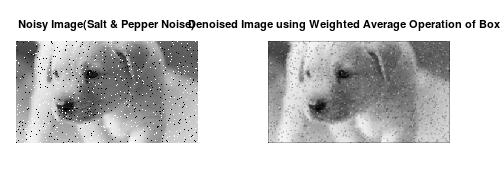 Noisy Image(Salt & Pepper Noise)
Denoised Image using Weighted Average Operation of Box